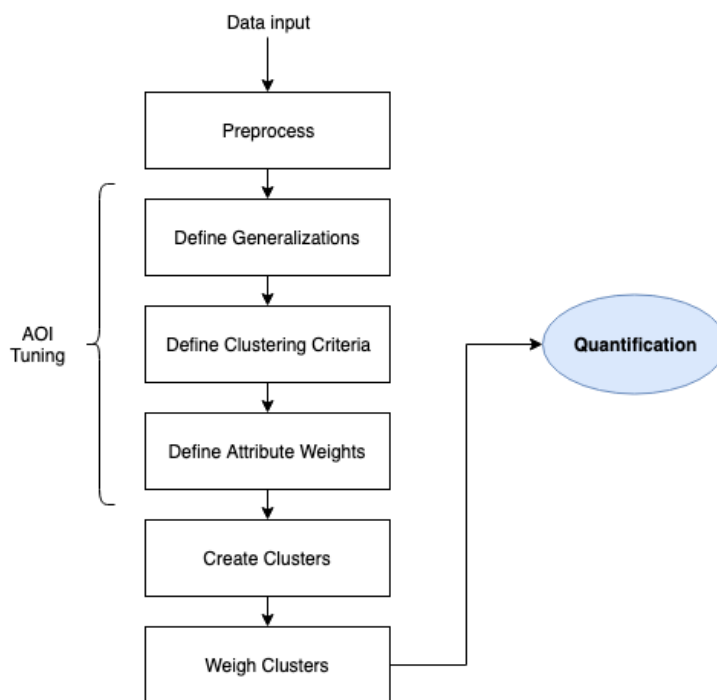 Data input
Preprocess
Define Generalizations
AOI
Tuning
Define Clustering Criteria
Quantification
Define Attribute Weights
Create Clusters
Weigh Clusters